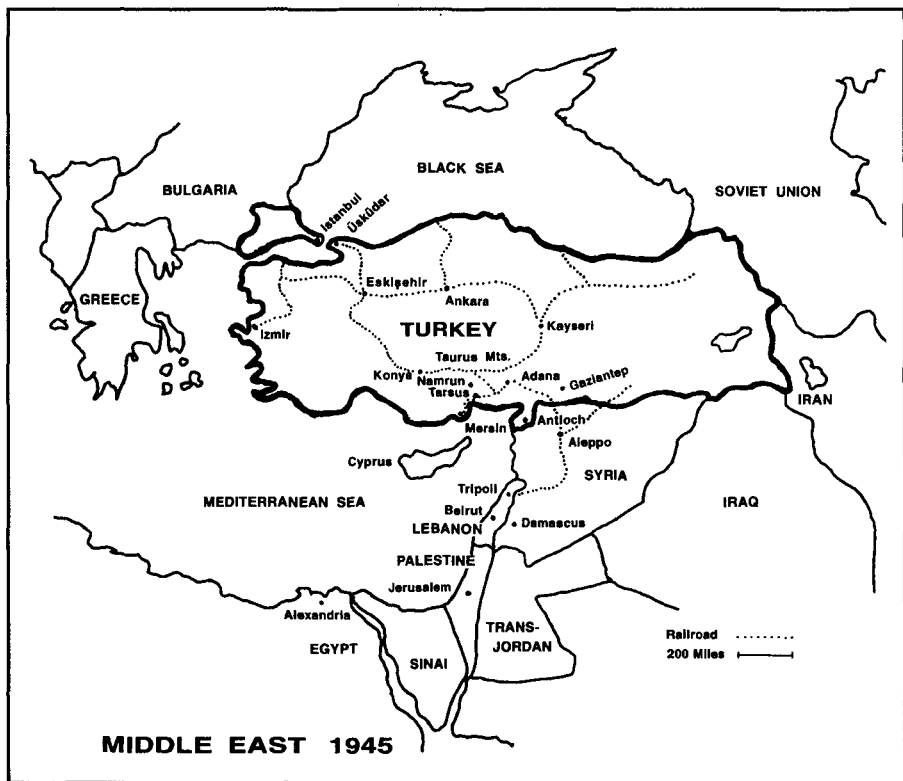 BLACK SEA
BULGARIA
SOVIET UNION
Istanbul
Üsküdar
Eskişehir
Ankara
GREECE
Izmir
TURKEY
Kayseri
Taurus Mts.
Konya
Namrun
Adana
Gaziantep
Tarsus
IRAN
Mersin
Antioch
Aleppo
Cyprus
SYRIA
Tripoli
MEDITERRANEAN SEA
IRAQ
Beirut
LEBANON
Damascus
PALESTINE
Jerusalem
Alexandria
TRANS-
JORDAN
EGYPT
SINAI
Railroad
200 Miles
MIDDLE EAST 1945